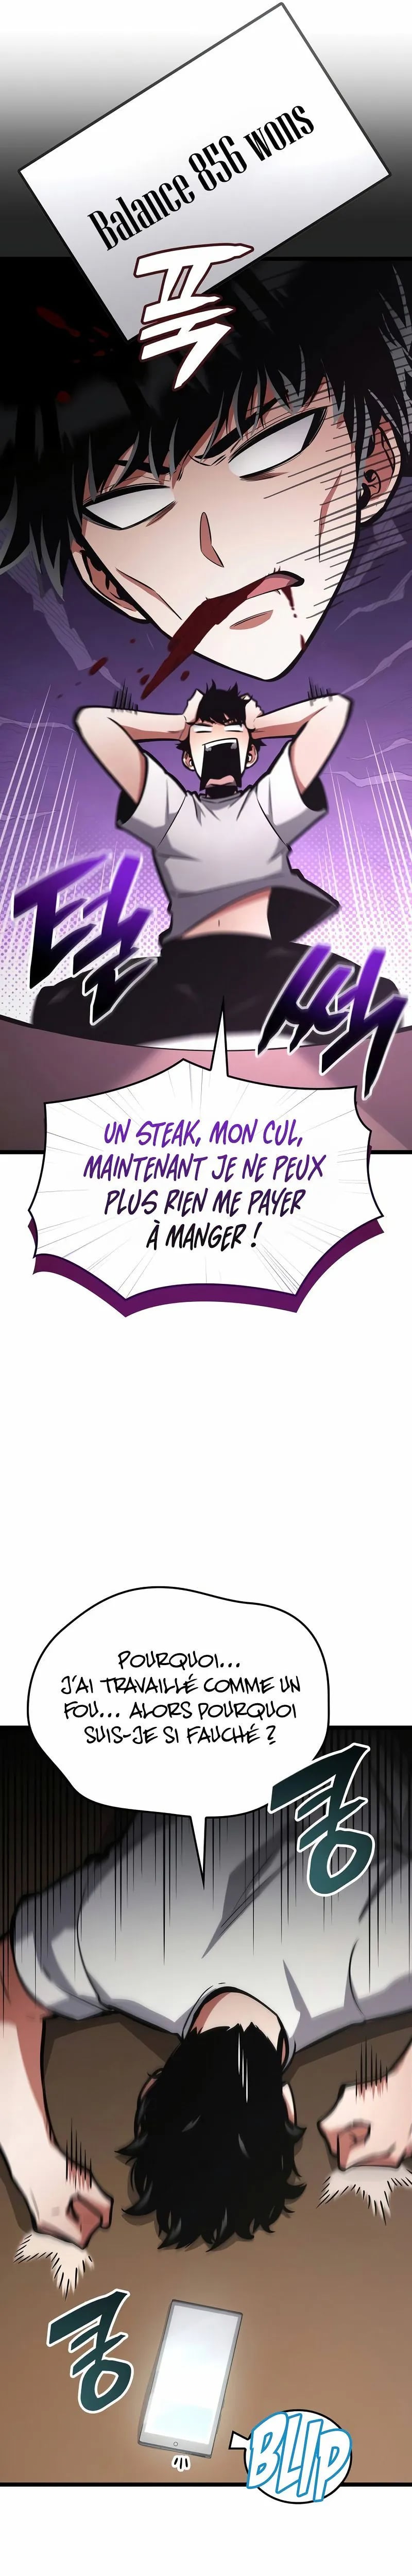 Balance 856 wons
푹
털
썩
UN STEAK, MON CUL,
MAINTENANT JE NE PEUX
PLUS RIEN ME PAYER
À MANGER !
POURQUOI...
J'AI TRAVAILLÉ COMME UN
FOU... ALORS POURQUOI
SUIS-JE SI FAUCHÉ ?
쿵
쿵
BLIP